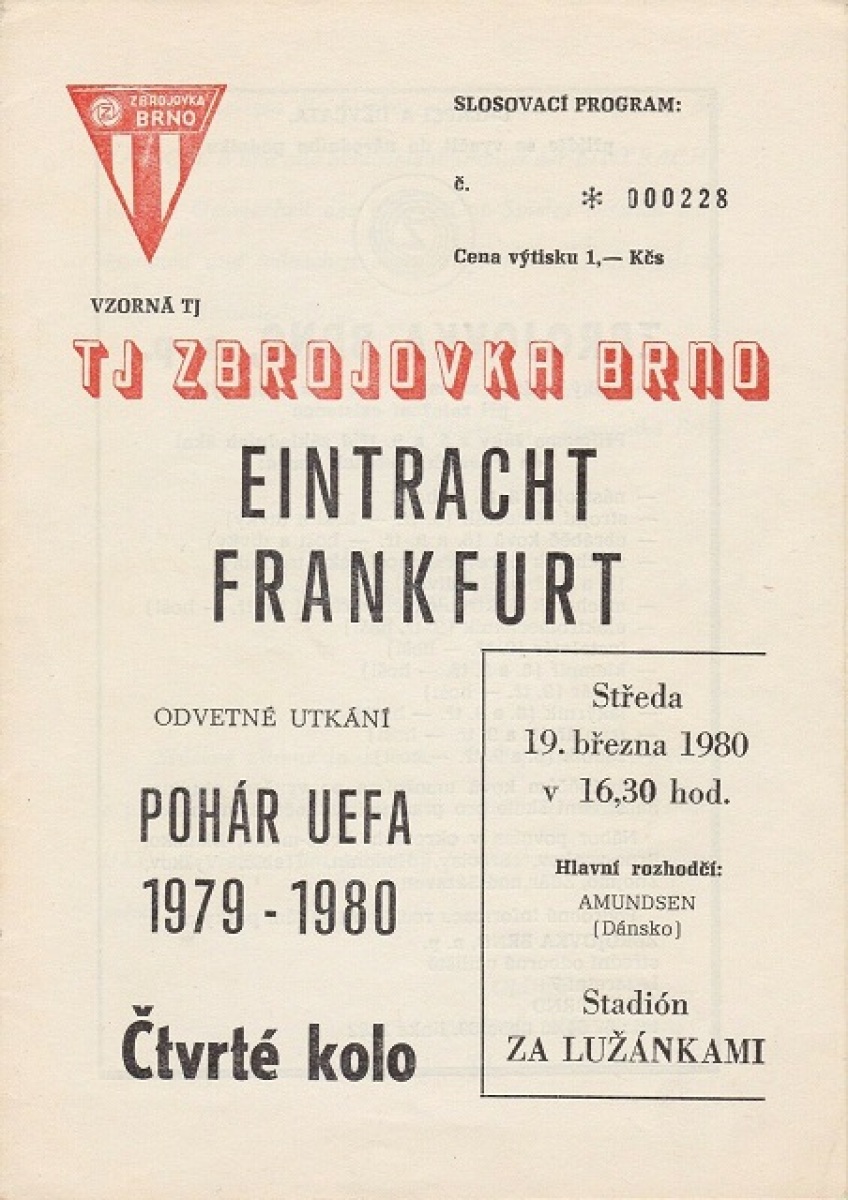 ZBROJOVKA
BRNO
Z
SLOSOVACÍ PROGRAM:
č.
* 000228
Cena výtisku 1,— Kčs
VZORNÁ TJ
TJ ZBROJOVKA BRNO
EINTRACHT
FRANKFURT
ODVETNÉ UTKÁNÍ
POHÁR UEFA
1979 - 1980
Čtvrté kolo
Středa
19. března 1980
v 16,30 hod.
Hlavní rozhodčí:
AMUNDSEN
(Dánsko)
Stadión
ZA LUŽÁNKAMI